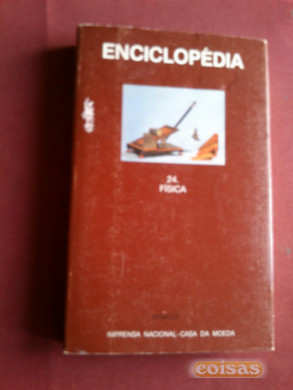 ENCICLOPÉDIA
24.
FÍSICA
IMPRENSA NACIONAL-CASA DA MOEDA
coisas